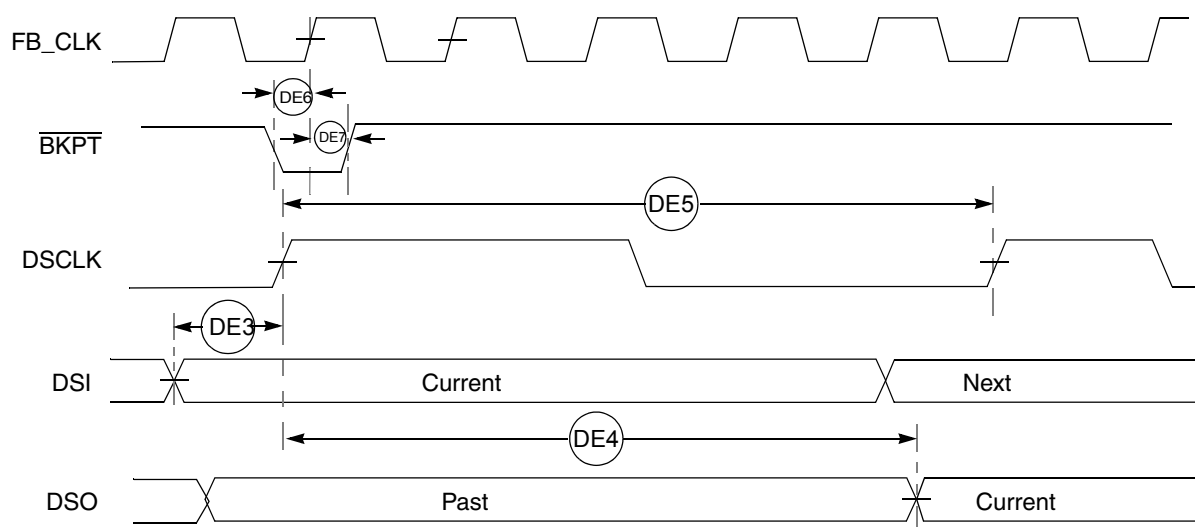 FB_CLK
DE6
BKPT
DE7
DE5
DSCLK
DE3
DSI
Current
Next
DE4
DSO
Past
Current